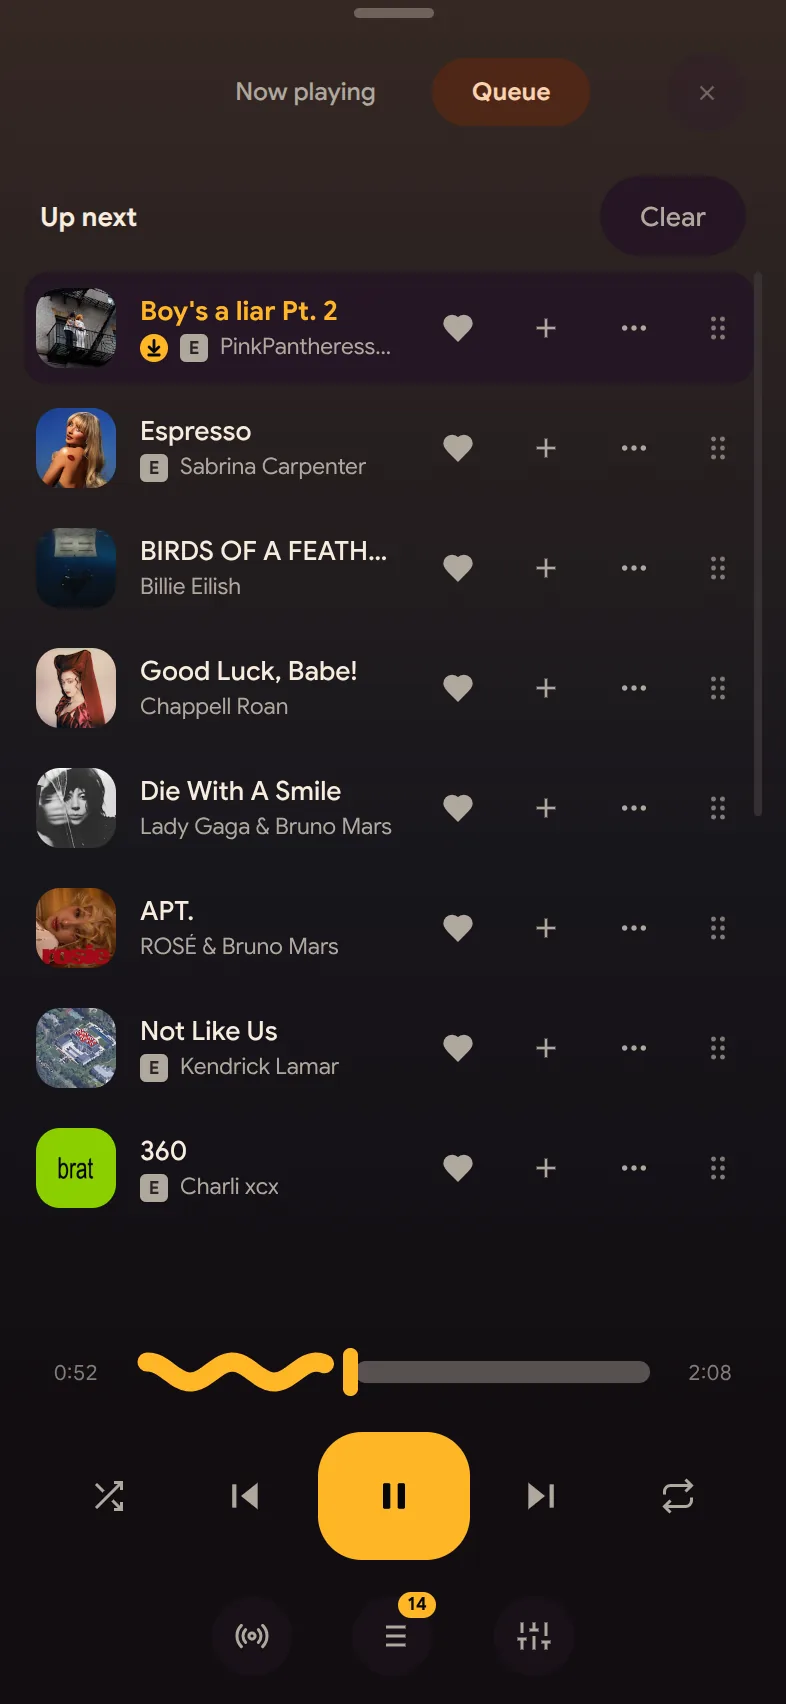 Now playing
Queue
Up next
Clear
Boy's a liar Pt. 2
E PinkPantheress...
Espresso
E Sabrina Carpenter
BIRDS OF A FEATH...
Billie Eilish
Good Luck, Babe!
Chappell Roan
Die With A Smile
Lady Gaga & Bruno Mars
APT.
ROSÉ & Bruno Mars
rosie
Not Like Us
E Kendrick Lamar
brat
360
E Charli xcx
0:52
2:08
14